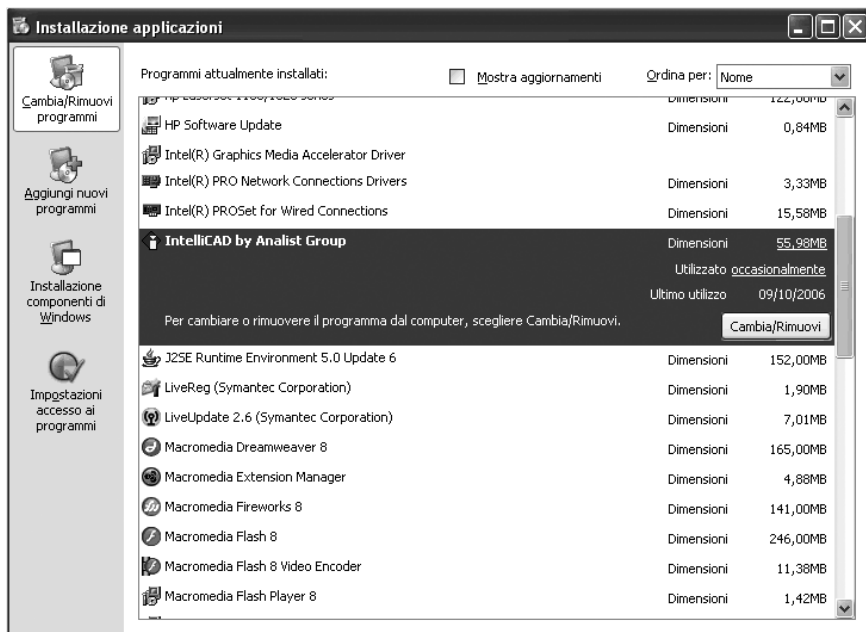 Installazione applicazioni
Cambia/Rimuovi
programmi
Aggiungi nuovi
programmi
Installazione
componenti di
Windows
Impostazioni
accesso ai
programmi
Programmi attualmente installati:
Mostra aggiornamenti
Ordina per: Nome
Dimensioni 122,00MB
HP Software Update Dimensioni 0,84MB
Intel(R) Graphics Media Accelerator Driver
Intel(R) PRO Network Connections Drivers Dimensioni 3,33MB
Intel(R) PROSet for Wired Connections Dimensioni 15,58MB
IntelliCAD by Analist Group Dimensioni 55,98MB
Utilizzato occasionalmente
Ultimo utilizzo 09/10/2006
Per cambiare o rimuovere il programma dal computer, scegliere Cambia/Rimuovi.
Cambia/Rimuovi
J2SE Runtime Environment 5.0 Update 6 Dimensioni 152,00MB
LiveReg (Symantec Corporation) Dimensioni 1,90MB
LiveUpdate 2.6 (Symantec Corporation) Dimensioni 7,01MB
Macromedia Dreamweaver 8 Dimensioni 165,00MB
Macromedia Extension Manager Dimensioni 4,88MB
Macromedia Fireworks 8 Dimensioni 141,00MB
Macromedia Flash 8 Dimensioni 246,00MB
Macromedia Flash 8 Video Encoder Dimensioni 11,38MB
Macromedia Flash Player 8 Dimensioni 1,42MB